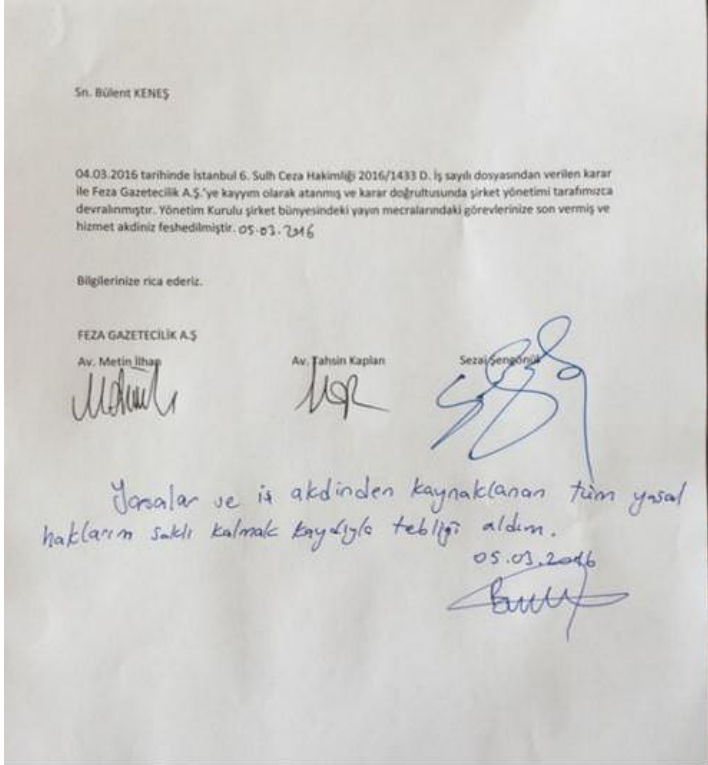 Sn. Bülent KENEŞ
04.03.2016 tarihinde İstanbul 6. Sulh Ceza Hakimliği 2016/1433 D. İş sayılı dosyasından verilen karar
ile Feza Gazetecilik A.Ş.'ye kayyım olarak atanmış ve karar doğrultusunda şirket yönetimi tarafımızca
devralınmıştır. Yönetim Kurulu şirket bünyesindeki yayın mecralarındaki görevlerinize son vermiş ve
hizmet akdiniz feshedilmiştir. 05.03.2016
Bilgilerinize rica ederiz.
FEZA GAZETECİLİK A.Ş
Av. Metin İlhan Av. Tahsin Kaplan Sezai Şengönül
Yasalar ve iş akdinden kaynaklanan tüm yasal
haklarım saklı kalmak kaydıyla tebliği aldım.
05.03.2016